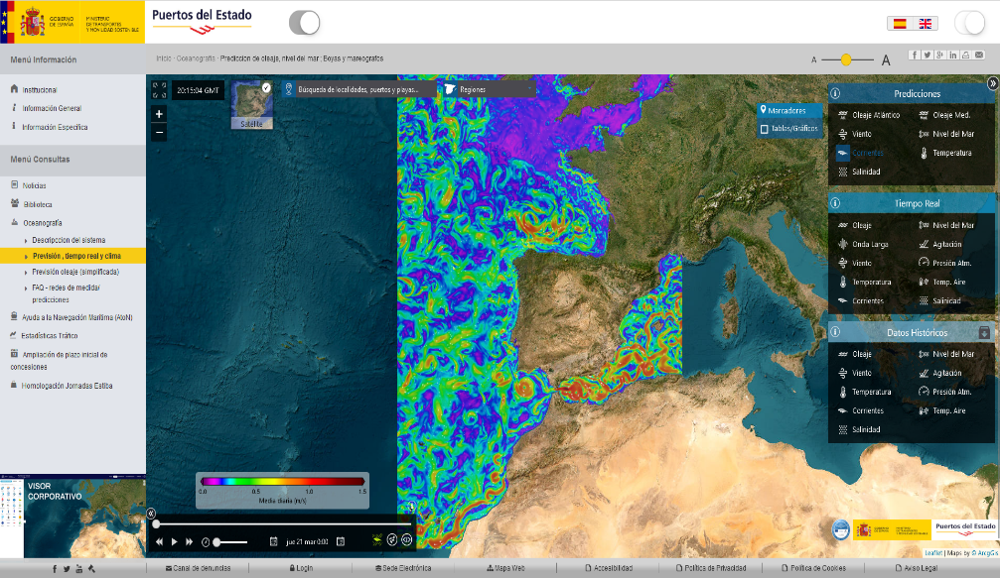 GOBIERNO
DE ESPAÑA
MINISTERIO
DE TRANSPORTES
Y MOVILIDAD SOSTENIBLE
Puertos del Estado
Menú Información
Institucional
Información General
Información Especifica
Menú Consultas
Noticias
Biblioteca
Oceanografía
Descripccion del sistema
Previsión , tiempo real y clima
Previsión oleaje (simplificada)
FAQ - redes de medida/
predicciones
Ayuda a la Navegación Marítima (AtoN)
Estadísticas Tráfico
Ampliación de plazo inicial de
concesiones
Homologación Jornadas Estiba
VISOR
CORPORATIVO
Inicio · Oceanografía · Prediccion de oleaje, nivel del mar ; Boyas y mareografos
A A
20:15:04 GMT
+
−
Satélite
Búsqueda de localidades, puertos y playas...
Regiones
Marcadores
Tablas/Gráficos
Predicciones
Oleaje Atlántico Oleaje Med.
Viento Nivel del Mar
Corrientes Temperatura
Salinidad
Tiempo Real
Oleaje Nivel del Mar
Onda Larga Agitación
Viento Presión Atm.
Temperatura Temp. Aire
Corrientes Salinidad
Datos Históricos
Oleaje Nivel del Mar
Viento Agitación
Temperatura Presión Atm.
Corrientes Temp. Aire
Salinidad
0.0 0.5 1.0 1.5
Media diaria (m/s)
jue 21 mar 0:00
Puertos del Estado
Leaflet | Maps by © ArcgGis
Canal de denuncias
Login
Sede Electrónica
Mapa Web
Accesibilidad
Política de Privacidad
Política de Cookies
Aviso Legal